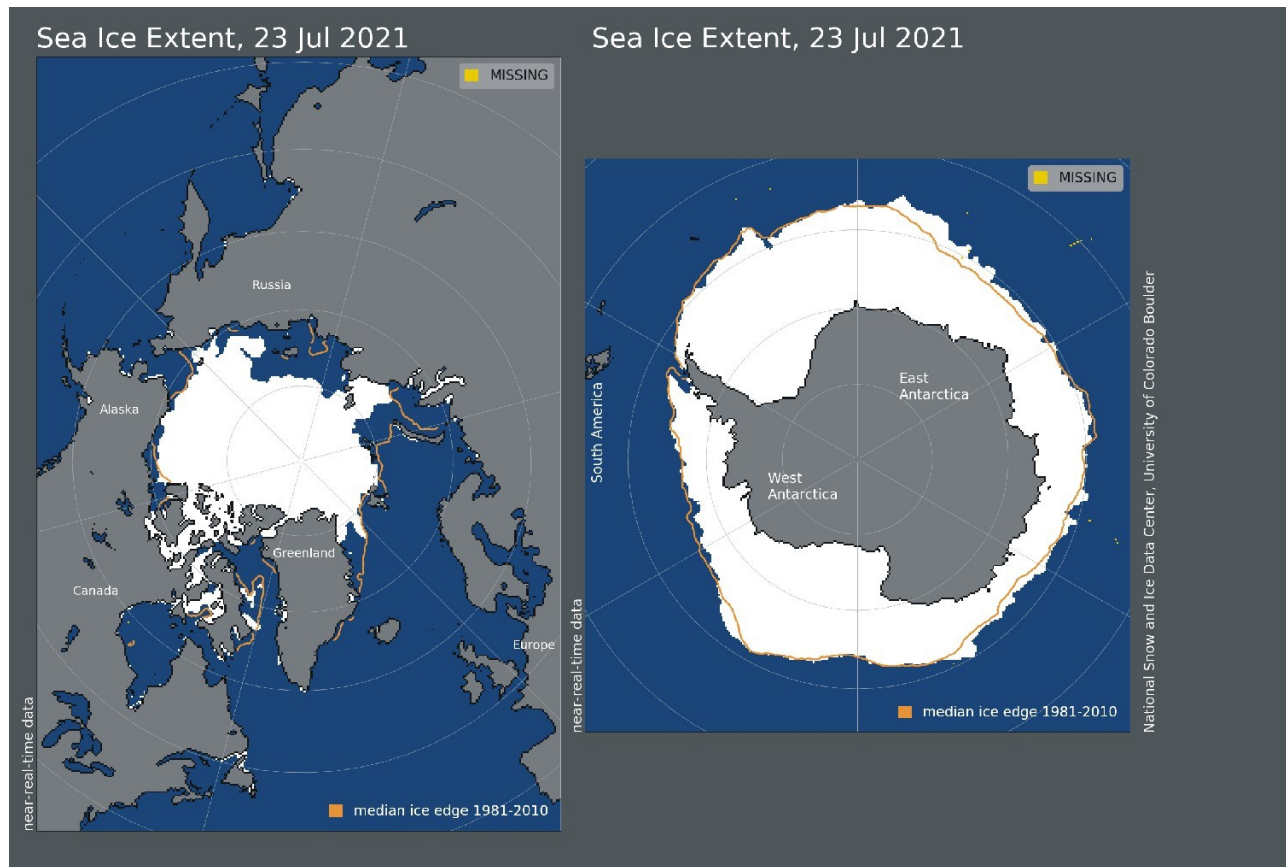 Sea Ice Extent, 23 Jul 2021
MISSING
Russia
Alaska
Greenland
Canada
Europe
near-real-time data
median ice edge 1981-2010
Sea Ice Extent, 23 Jul 2021
MISSING
East
Antarctica
South America
West
Antarctica
near-real-time data
median ice edge 1981-2010
National Snow and Ice Data Center, University of Colorado Boulder